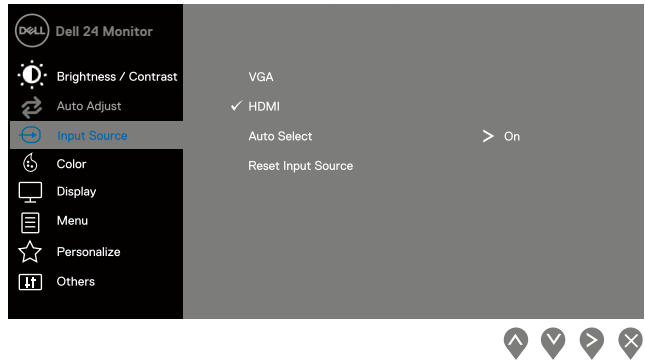 DELL Dell 24 Monitor
Brightness / Contrast
Auto Adjust
Input Source
Color
Display
Menu
Personalize
Others
VGA
HDMI
Auto Select On
Reset Input Source